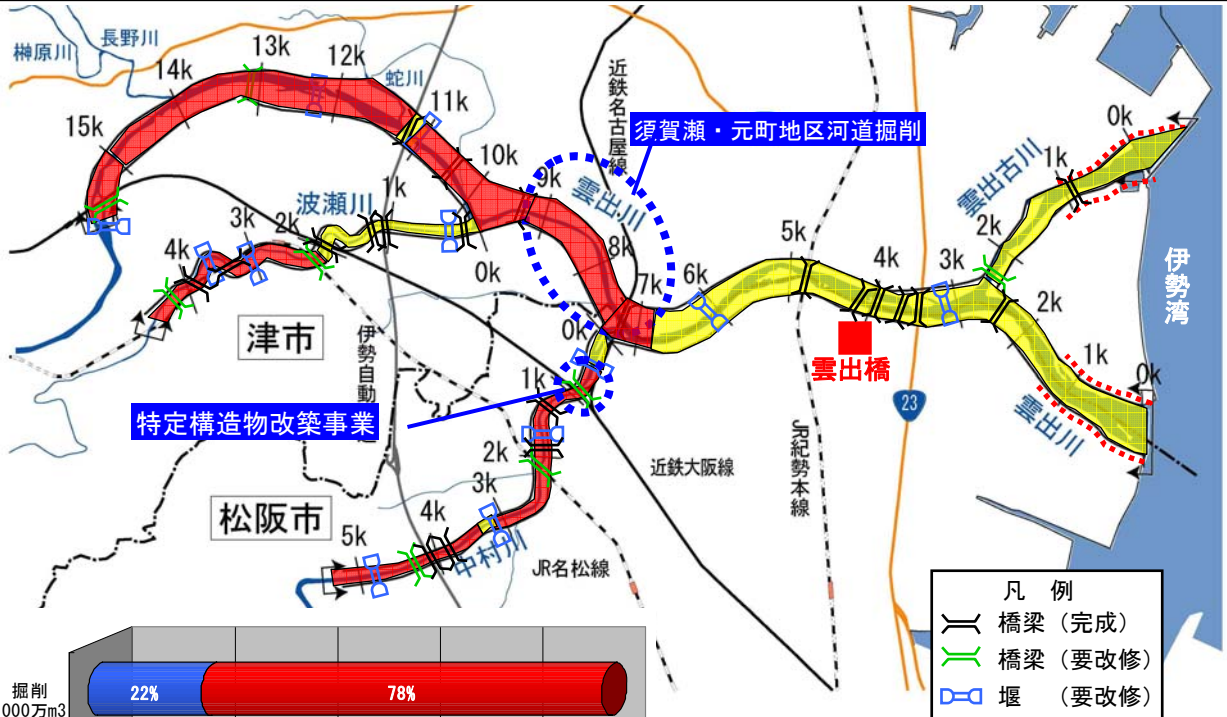 榊原川
長野川
13k
12k
14k
蛇川
11k
15k
10k
近鉄名古屋線
須賀瀬・元町地区河道掘削
0k
1k
雲出古川
2k
波瀬川
1k
9k
雲出川
8k
7k
3k
2k
4k
0k
6k
5k
4k
3k
2k
1k
0k
伊勢湾
雲出川
津市
伊勢自動
道
0k
1k
雲出橋
23
特定構造物改築事業
2k
近鉄大阪線
JR紀勢本線
3k
松阪市
4k
5k
中村川
JR名松線
凡 例
橋梁(完成)
橋梁(要改修)
堰 (要改修)
掘削
000万m3
22%
78%